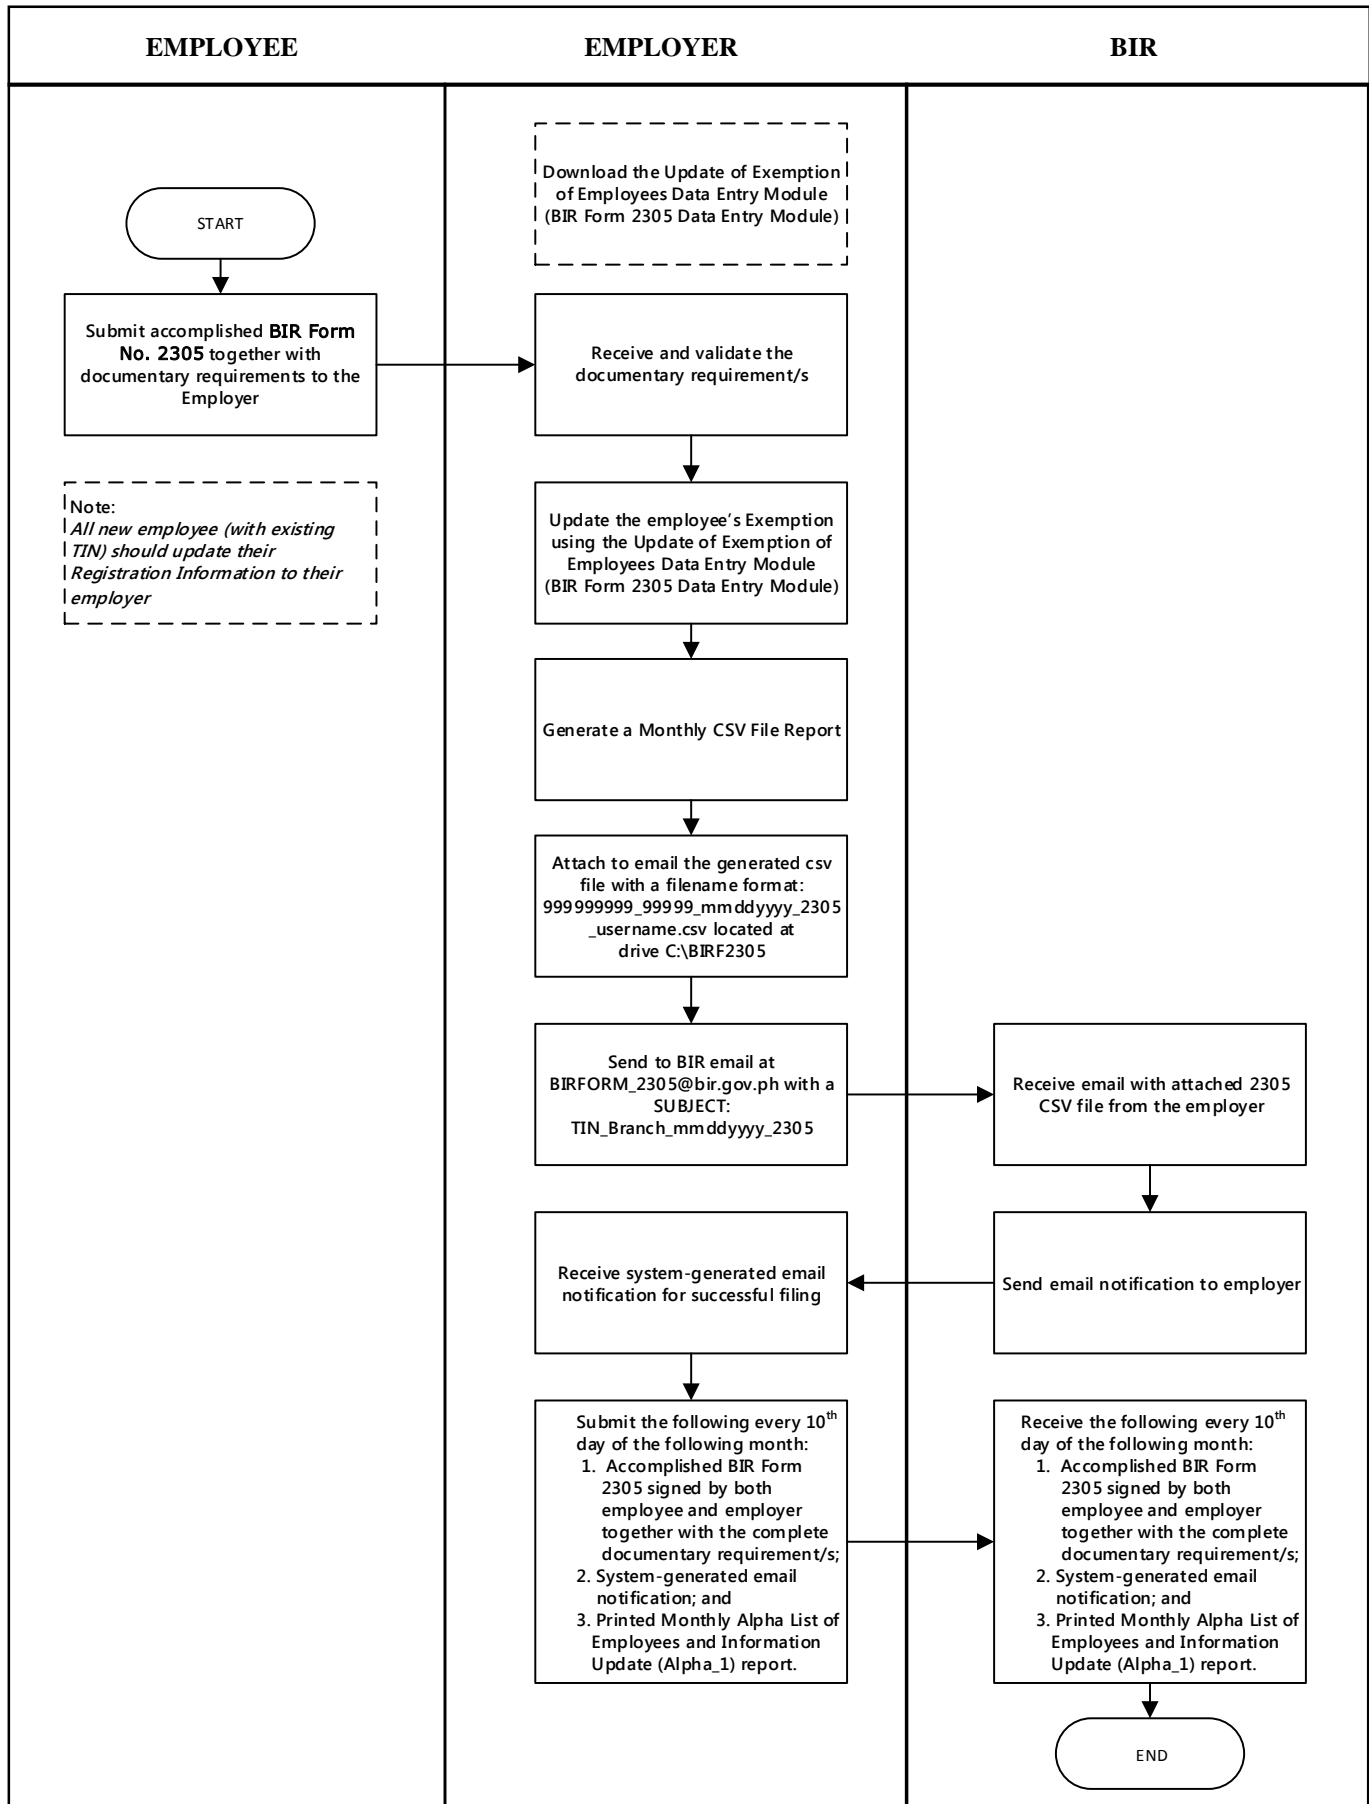 EMPLOYEE
EMPLOYER
BIR
START
Submit accomplished BIR Form
No. 2305 together with
documentary requirements to the
Employer
Note:
All new employee (with existing
TIN) should update their
Registration Information to their
employer
Download the Update of Exemption
of Employees Data Entry Module
(BIR Form 2305 Data Entry Module)
Receive and validate the
documentary requirement/s
Update the employee’s Exemption
using the Update of Exemption of
Employees Data Entry Module
(BIR Form 2305 Data Entry Module)
Generate a Monthly CSV File Report
Attach to email the generated csv
file with a filename format:
999999999_99999_mmddyyyy_2305
_username.csv located at
drive C:\BIRF2305
Send to BIR email at
BIRFORM_2305@bir.gov.ph with a
SUBJECT:
TIN_Branch_mmddyyyy_2305
Receive email with attached 2305
CSV file from the employer
Send email notification to employer
Receive system-generated email
notification for successful filing
Submit the following every 10th
day of the following month:
1. Accomplished BIR Form
2305 signed by both
employee and employer
together with the complete
documentary requirement/s;
2. System-generated email
notification; and
3. Printed Monthly Alpha List of
Employees and Information
Update (Alpha_1) report.
Receive the following every 10th
day of the following month:
1. Accomplished BIR Form
2305 signed by both
employee and employer
together with the complete
documentary requirement/s;
2. System-generated email
notification; and
3. Printed Monthly Alpha List of
Employees and Information
Update (Alpha_1) report.
END